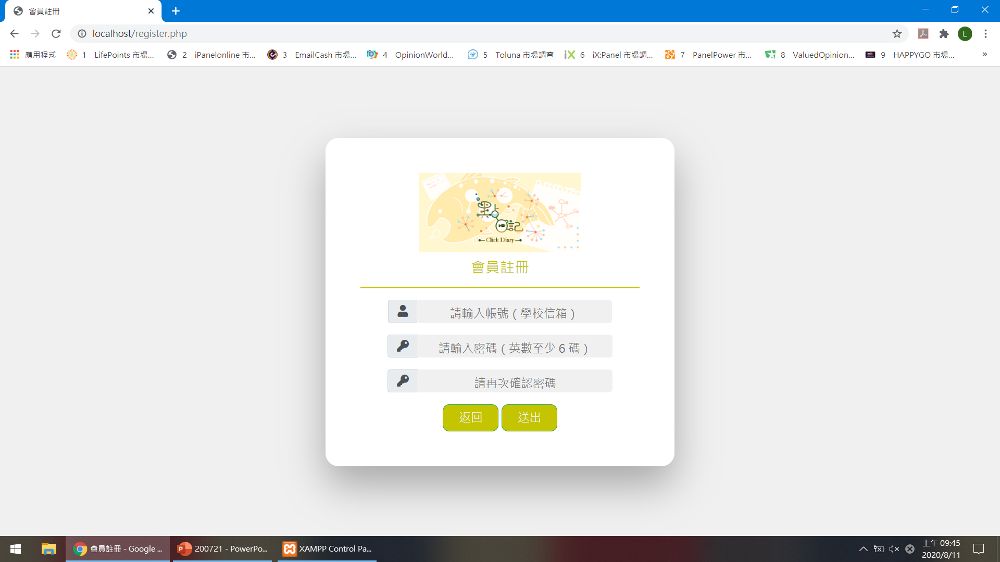 會員註冊
localhost/register.php
應用程式
1 LifePoints 市場...
2 iPanelonline 市...
3 EmailCash 市場...
4 OpinionWorld...
5 Toluna 市場調查
6 iX:Panel 市場調...
7 PanelPower 市...
8 ValuedOpinion...
9 HAPPYGO 市場...
»
L
點日記
Click Diary
會員註冊
請輸入帳號 ( 學校信箱 )
請輸入密碼 ( 英數至少 6 碼 )
請再次確認密碼
返回
送出
會員註冊 - Google ...
200721 - PowerPo...
XAMPP Control Pa...
上午 09:45
2020/8/11